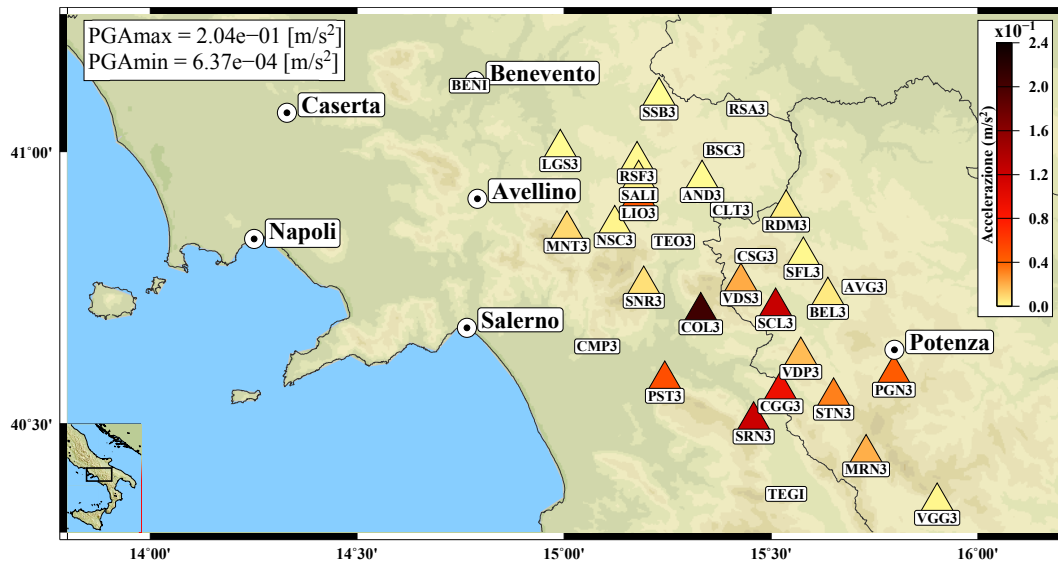 PGAmax = 2.04e−01 [m/s²]
PGAmin = 6.37e−04 [m/s²]
x10⁻¹
2.4
2.0
1.6
1.2
0.8
0.4
0.0
Accelerazione (m/s²)
Benevento
BENI
Caserta
SSB3
RSA3
41°00'
LGS3
BSC3
RSF3
Avellino
SALI
AND3
LIO3
CLT3
RDM3
Napoli
MNT3
NSC3
TEO3
CSG3
SFL3
AVG3
SNR3
VDS3
BEL3
Salerno
COL3
SCL3
CMP3
Potenza
VDP3
PST3
PGN3
CGG3
STN3
40°30'
SRN3
MRN3
TEGI
VGG3
14°00'
14°30'
15°00'
15°30'
16°00'